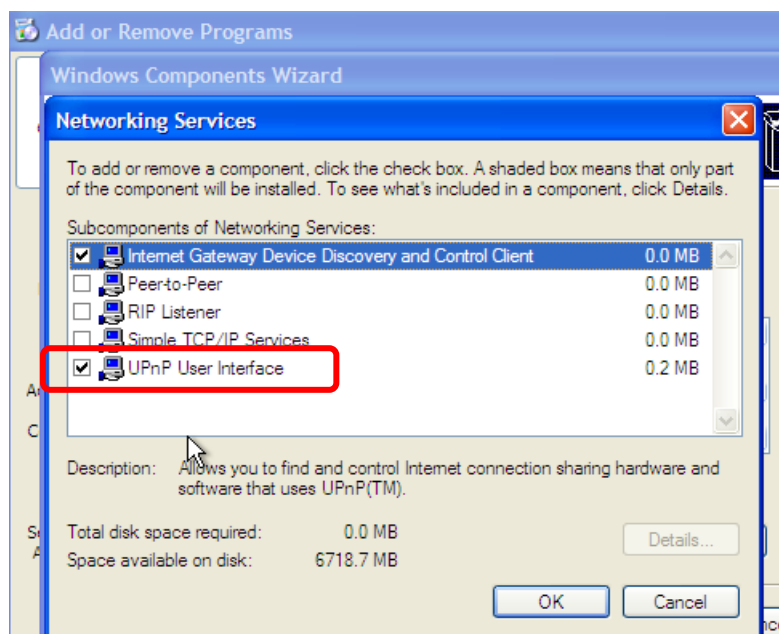 Add or Remove Programs
Windows Components Wizard
Networking Services
To add or remove a component, click the check box. A shaded box means that only part
of the component will be installed. To see what's included in a component, click Details.
Subcomponents of Networking Services:
Internet Gateway Device Discovery and Control Client 0.0 MB
Peer-to-Peer 0.0 MB
RIP Listener 0.0 MB
Simple TCP/IP Services 0.0 MB
UPnP User Interface 0.2 MB
Description: Allows you to find and control Internet connection sharing hardware and
software that uses UPnP(TM).
Total disk space required: 0.0 MB
Details...
Space available on disk: 6718.7 MB
OK Cancel